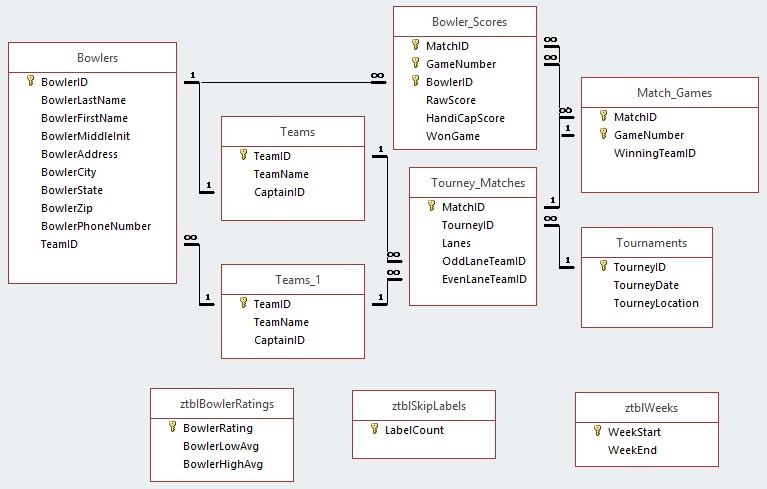 Bowlers
BowlerID
BowlerLastName
BowlerFirstName
BowlerMiddleInit
BowlerAddress
BowlerCity
BowlerState
BowlerZip
BowlerPhoneNumber
TeamID
1
∞
1
∞
1
Teams
TeamID
TeamName
CaptainID
1
∞
Teams_1
TeamID
TeamName
CaptainID
1
∞
Bowler_Scores
MatchID
GameNumber
BowlerID
RawScore
HandiCapScore
WonGame
∞
∞
∞
1
Match_Games
MatchID
GameNumber
WinningTeamID
Tourney_Matches
MatchID
TourneyID
Lanes
OddLaneTeamID
EvenLaneTeamID
1
∞
1
Tournaments
TourneyID
TourneyDate
TourneyLocation
ztblBowlerRatings
BowlerRating
BowlerLowAvg
BowlerHighAvg
ztblSkipLabels
LabelCount
ztblWeeks
WeekStart
WeekEnd